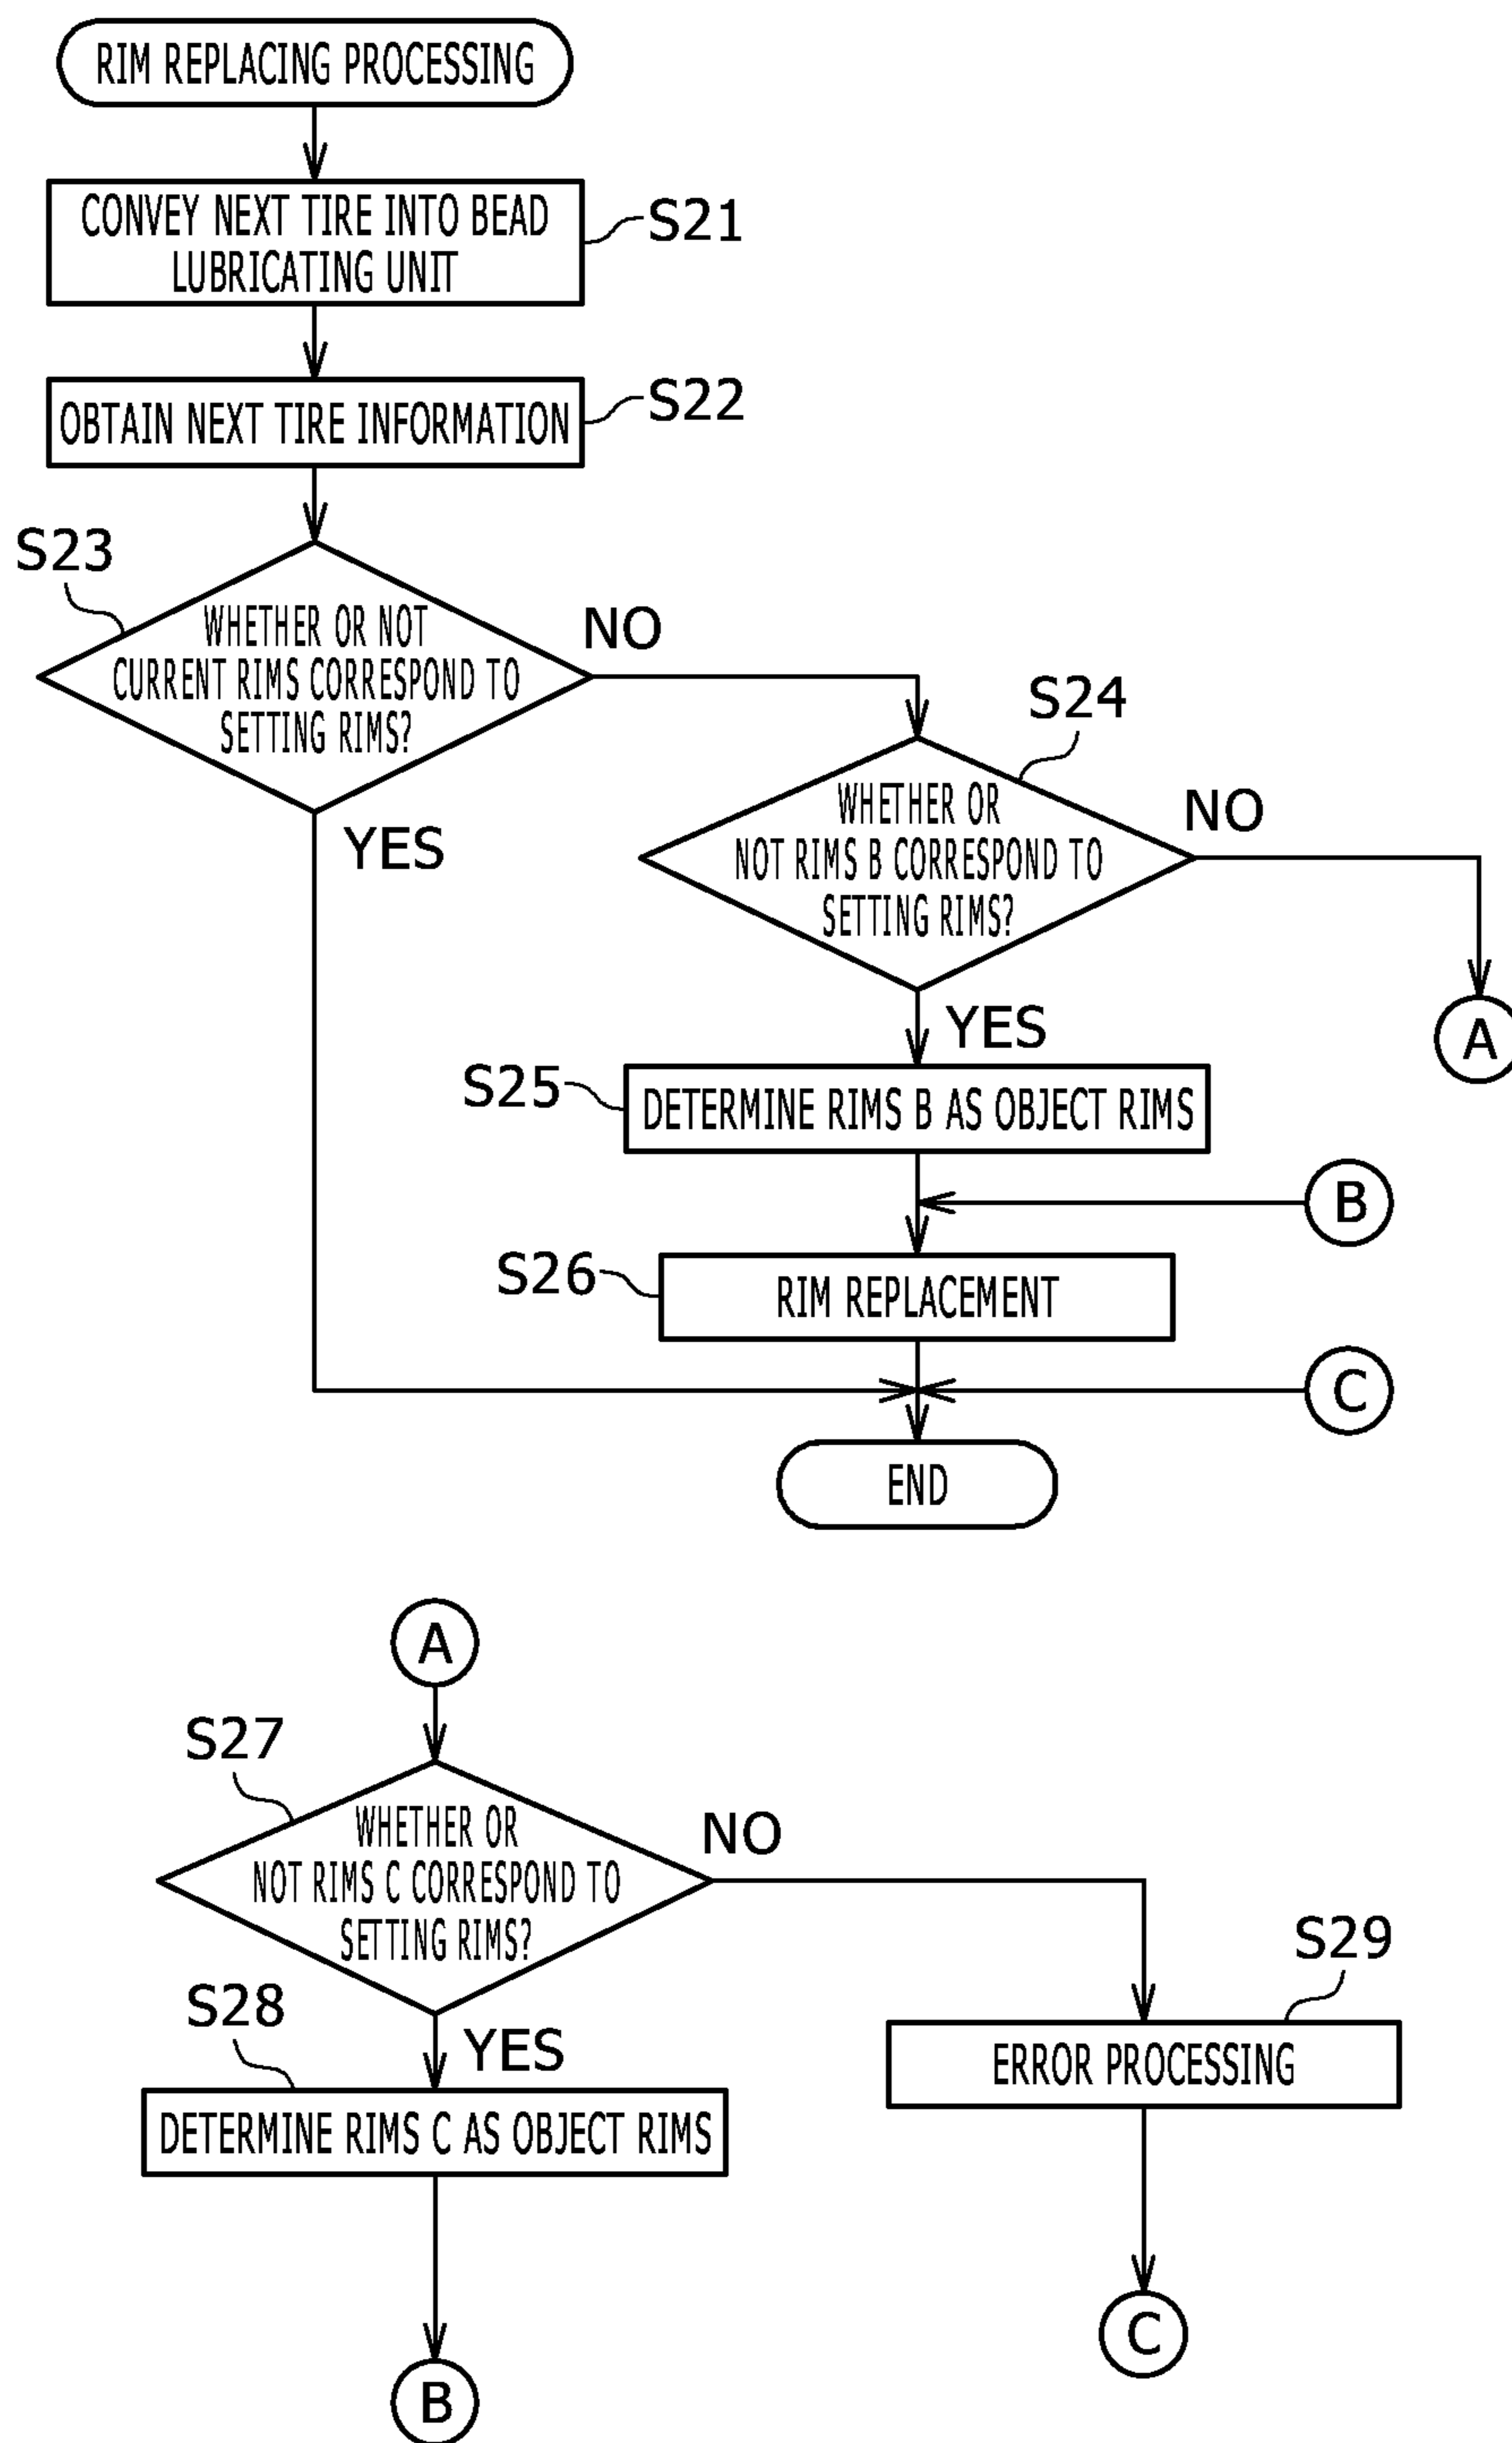 RIM REPLACING PROCESSING
CONVEY NEXT TIRE INTO BEAD
LUBRICATING UNIT
S21
OBTAIN NEXT TIRE INFORMATION
S22
S23
WHETHER OR NOT
CURRENT RIMS CORRESPOND TO
SETTING RIMS?
NO
YES
S24
WHETHER OR
NOT RIMS B CORRESPOND TO
SETTING RIMS?
NO
A
YES
S25
DETERMINE RIMS B AS OBJECT RIMS
B
S26
RIM REPLACEMENT
C
END
A
S27
WHETHER OR
NOT RIMS C CORRESPOND TO
SETTING RIMS?
NO
YES
S28
DETERMINE RIMS C AS OBJECT RIMS
S29
ERROR PROCESSING
C
B